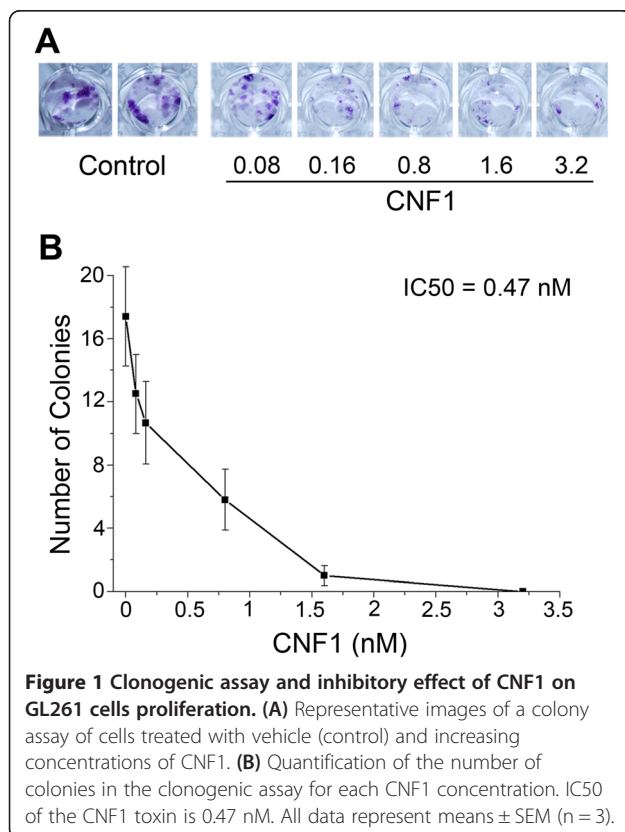 A
Control
0.08 0.16 0.8 1.6 3.2
CNF1
B
IC50 = 0.47 nM
Number of Colonies
20
16
12
8
4
0
0 0.5 1 1.5 2 2.5 3 3.5
CNF1 (nM)
Figure 1 Clonogenic assay and inhibitory effect of CNF1 on
GL261 cells proliferation. (A) Representative images of a colony
assay of cells treated with vehicle (control) and increasing
concentrations of CNF1. (B) Quantification of the number of
colonies in the clonogenic assay for each CNF1 concentration. IC50
of the CNF1 toxin is 0.47 nM. All data represent means ± SEM (n = 3).